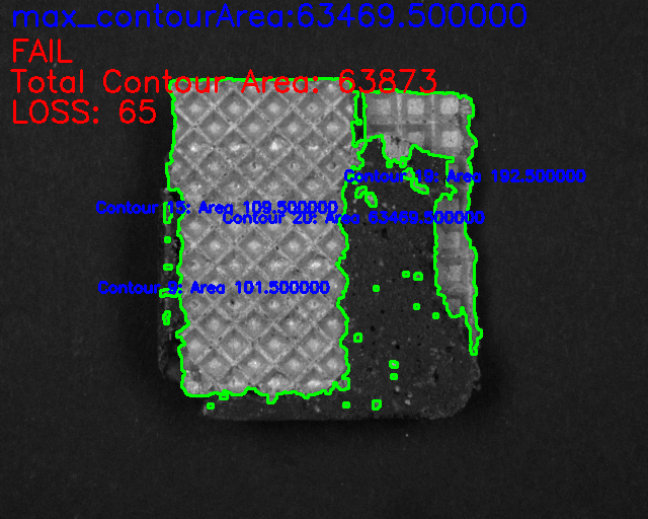 max_contourArea:63469.500000
FAIL
Total Contour Area: 63873
LOSS: 65
Contour 19: Area 192.500000
Contour 15: Area 109.500000
Contour 20: Area 63469.500000
Contour 9: Area 101.500000